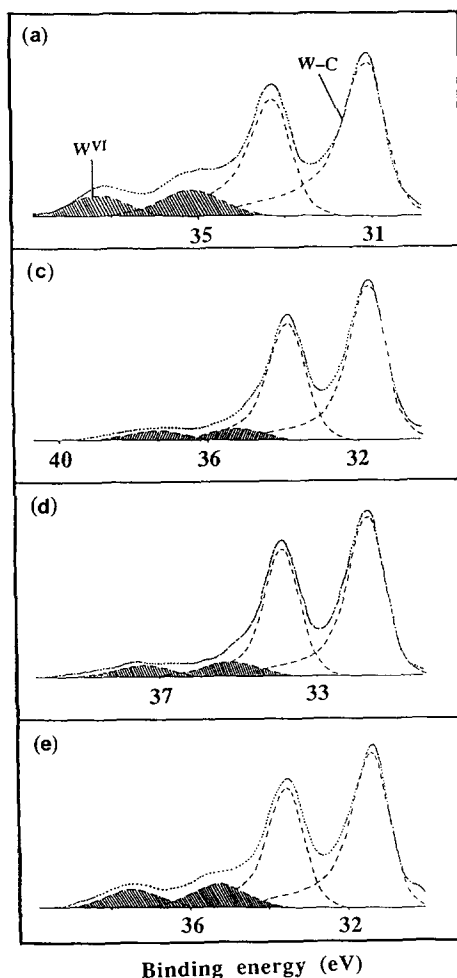 (a)
W–C
W^VI
35 31
(c)
40 36 32
(d)
37 33
(e)
36 32
Binding energy (eV)